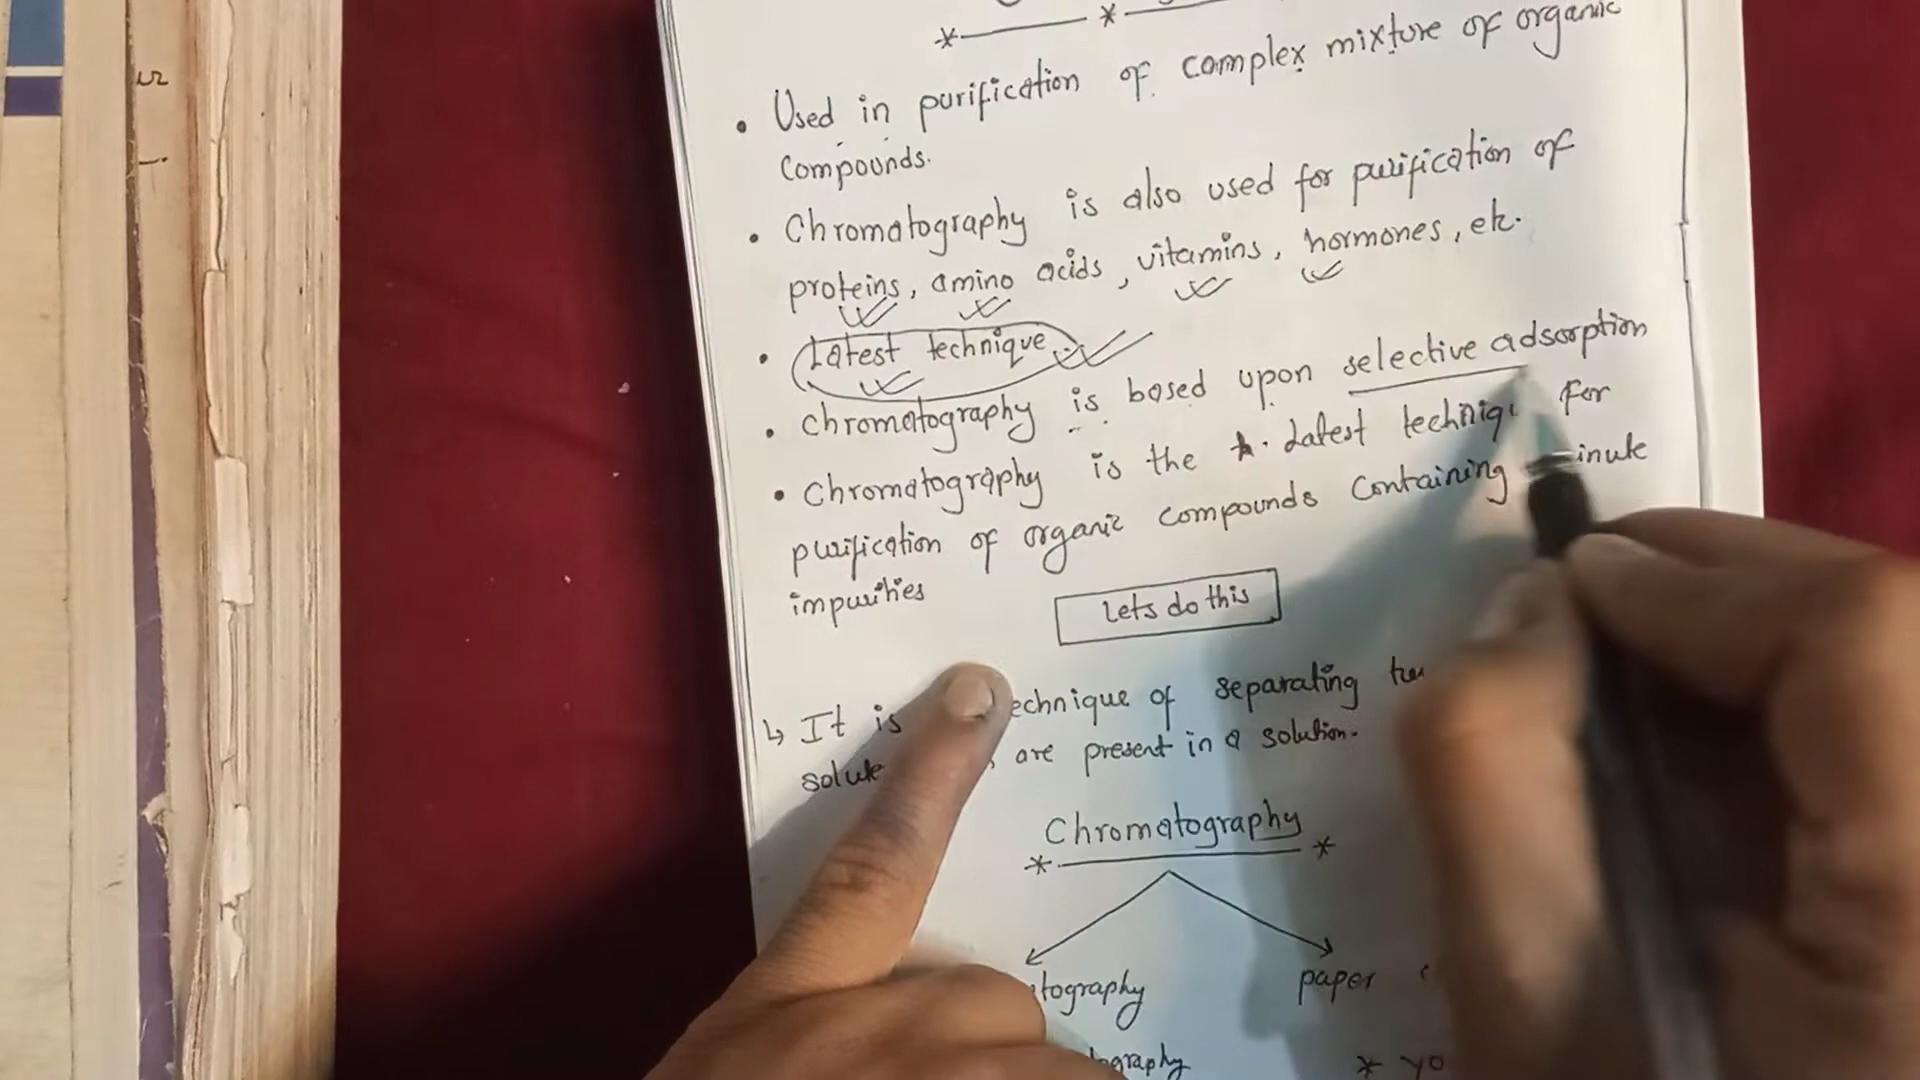 • Used in purification of complex mixture of organic
compounds.
• Chromatography is also used for purification of
proteins, amino acids, vitamins, hormones, etc.
• Latest technique.
• chromatography is based upon selective adsorption
• Chromatography is the Latest for
purification of organic compounds containing
impurities
Lets do this
↳ It is of separating
are present in a solution.
Chromatography
paper
* yo